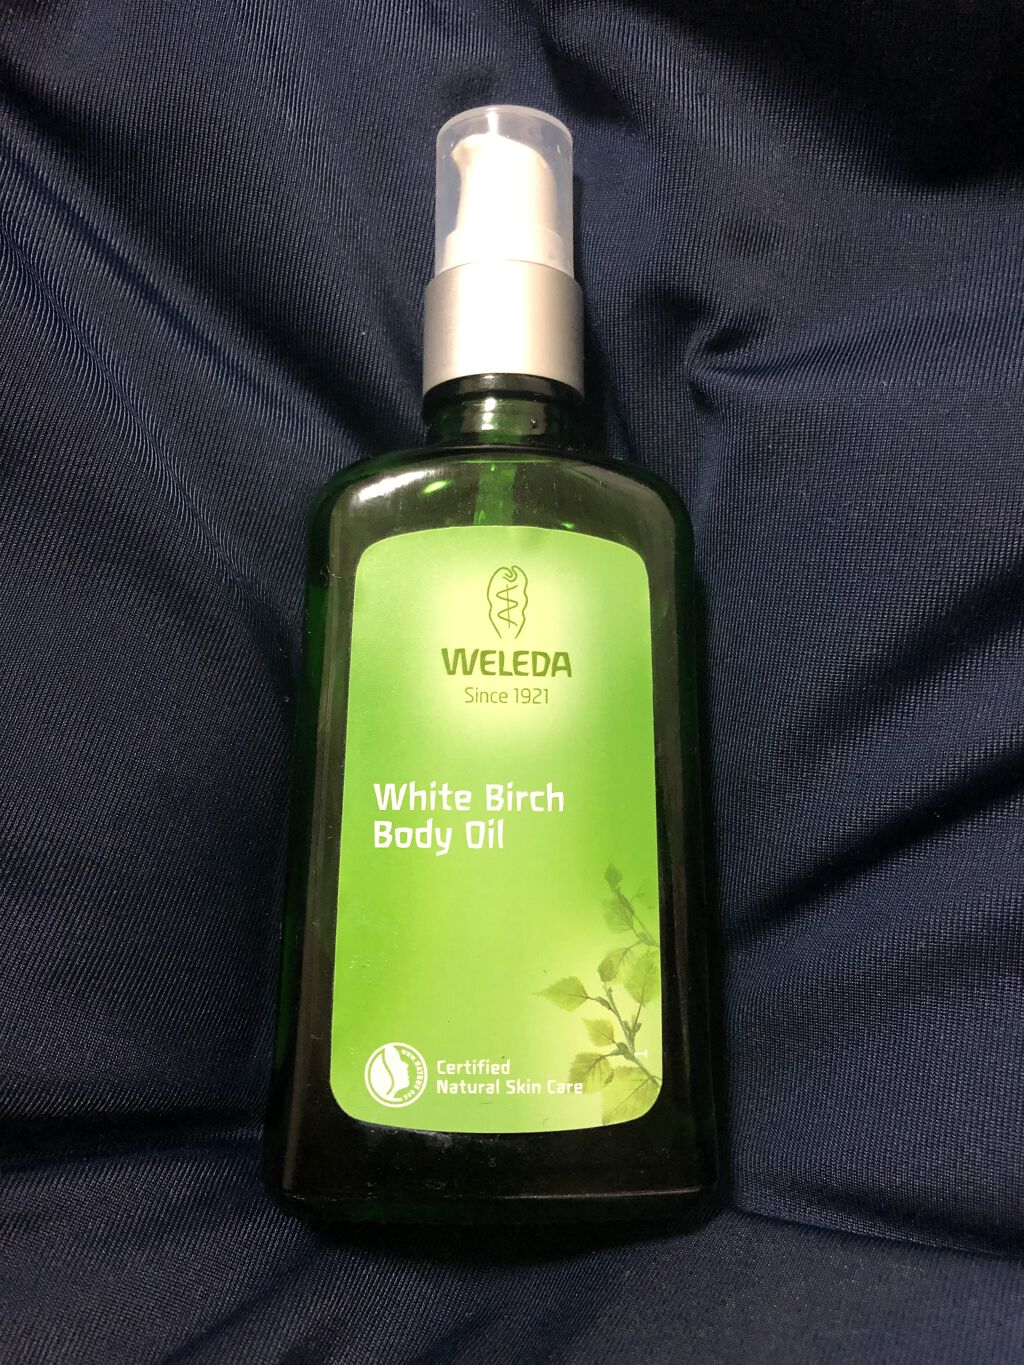 WELEDA
Since 1921
White Birch
Body Oil
Certified
Natural Skin Care